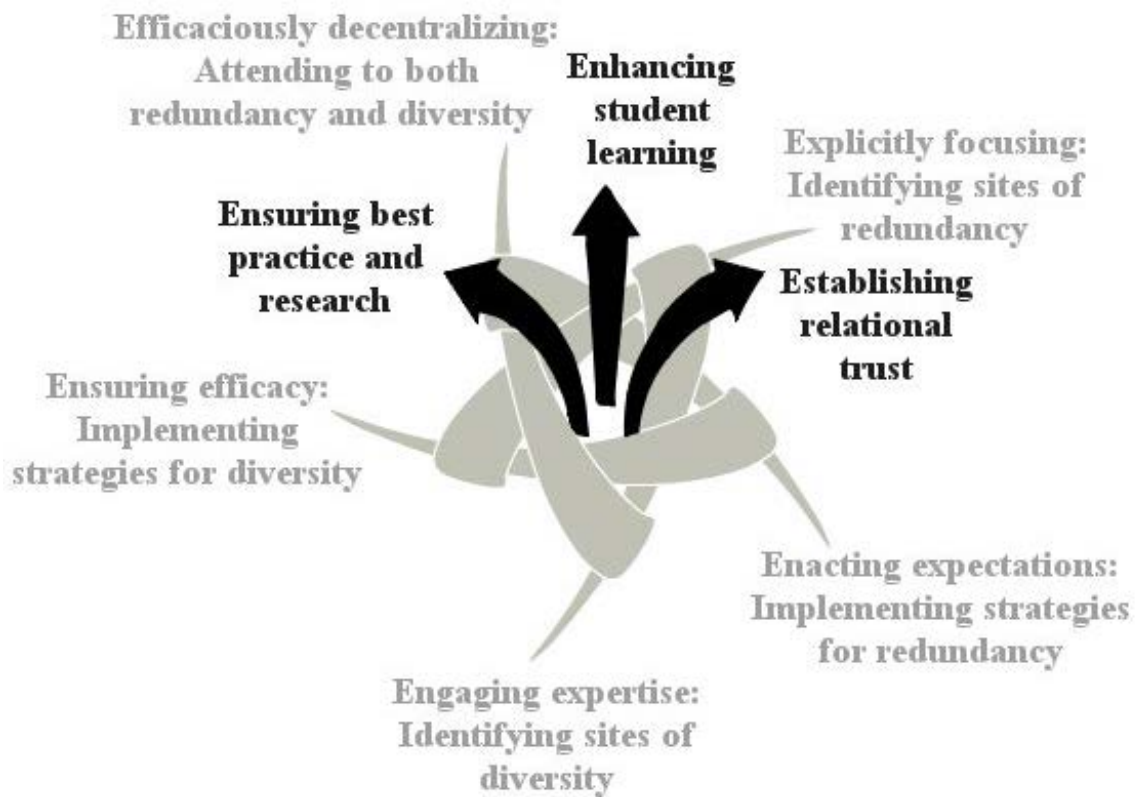 Efficaciously decentralizing:
Attending to both
redundancy and diversity
Enhancing
student
learning
Explicitly focusing:
Identifying sites of
redundancy
Ensuring best
practice and
research
Establishing
relational
trust
Ensuring efficacy:
Implementing
strategies for diversity
Enacting expectations:
Implementing strategies
for redundancy
Engaging expertise:
Identifying sites of
diversity